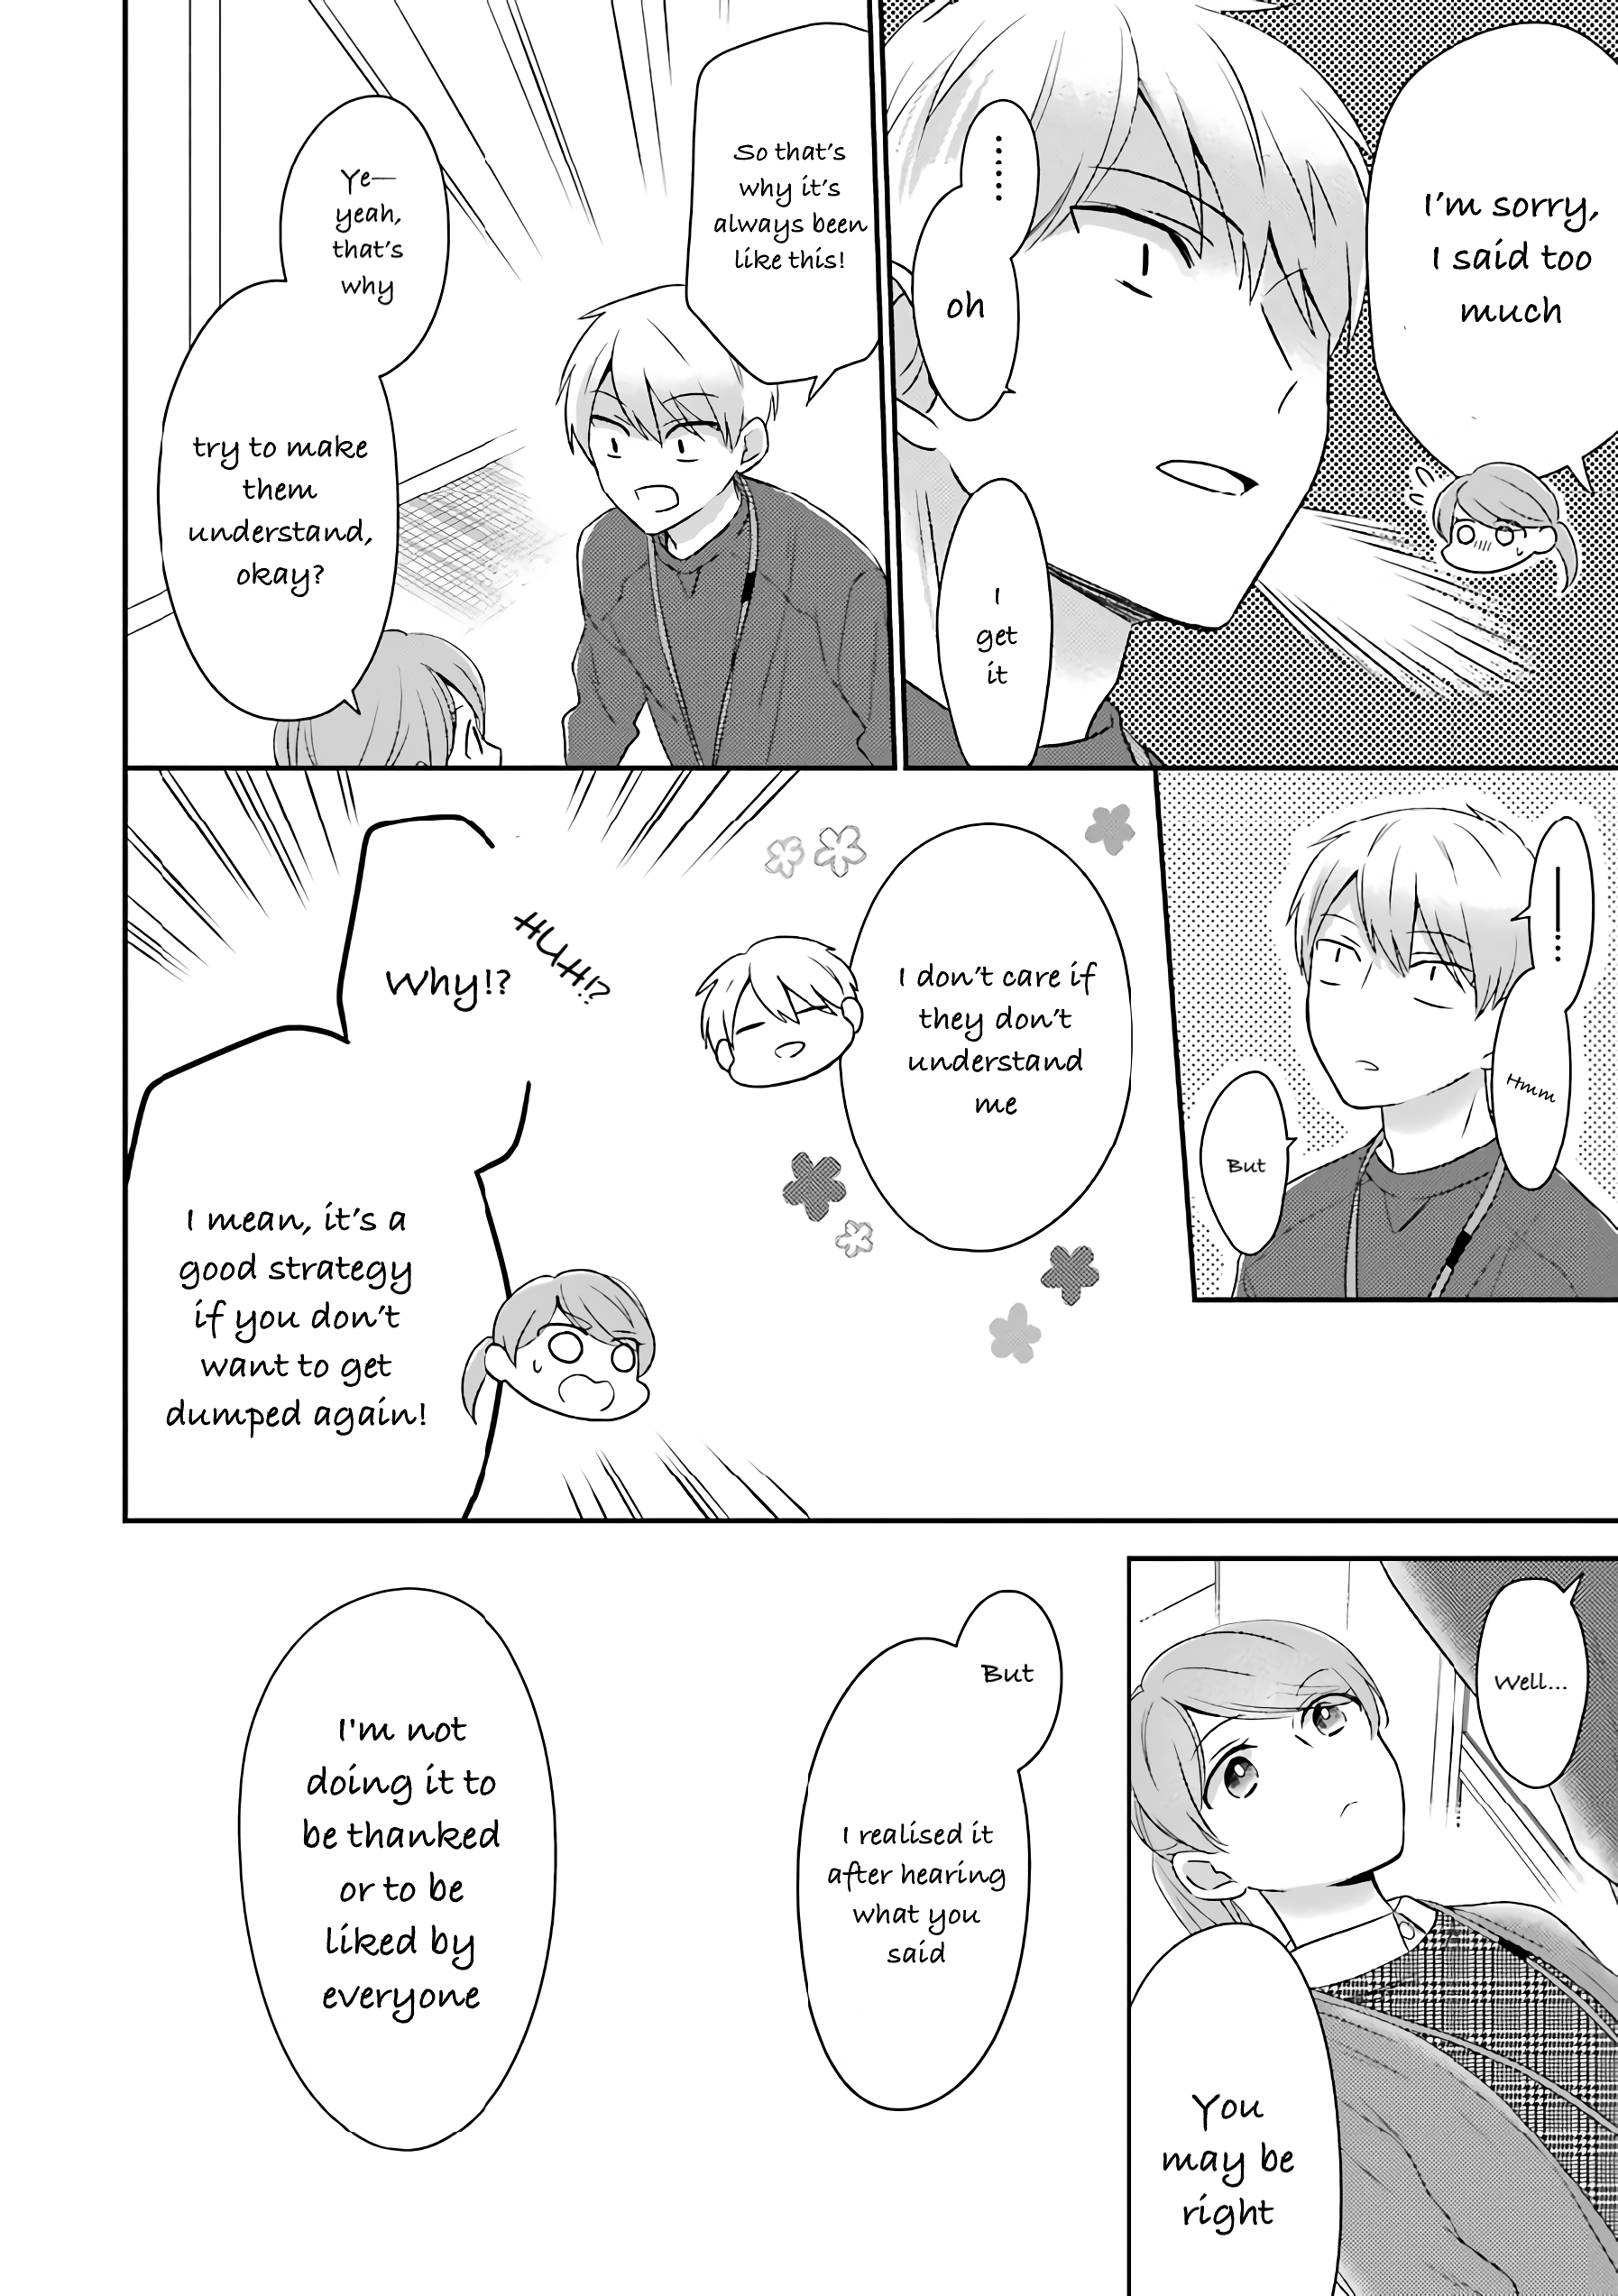 I'm sorry,
I said too
much
......
oh
I
get
it
So that's
why it's
always been
like this!
Ye—
yeah,
that's
why
try to make
them
understand,
okay?
—...
Hmm
But
I don't care if
they don't
understand
me
HUH!?
Why!?
I mean, it's a
good strategy
if you don't
want to get
dumped again!
Well...
You
may be
right
But
I realised it
after hearing
what you
said
I'm not
doing it to
be thanked
or to be
liked by
everyone